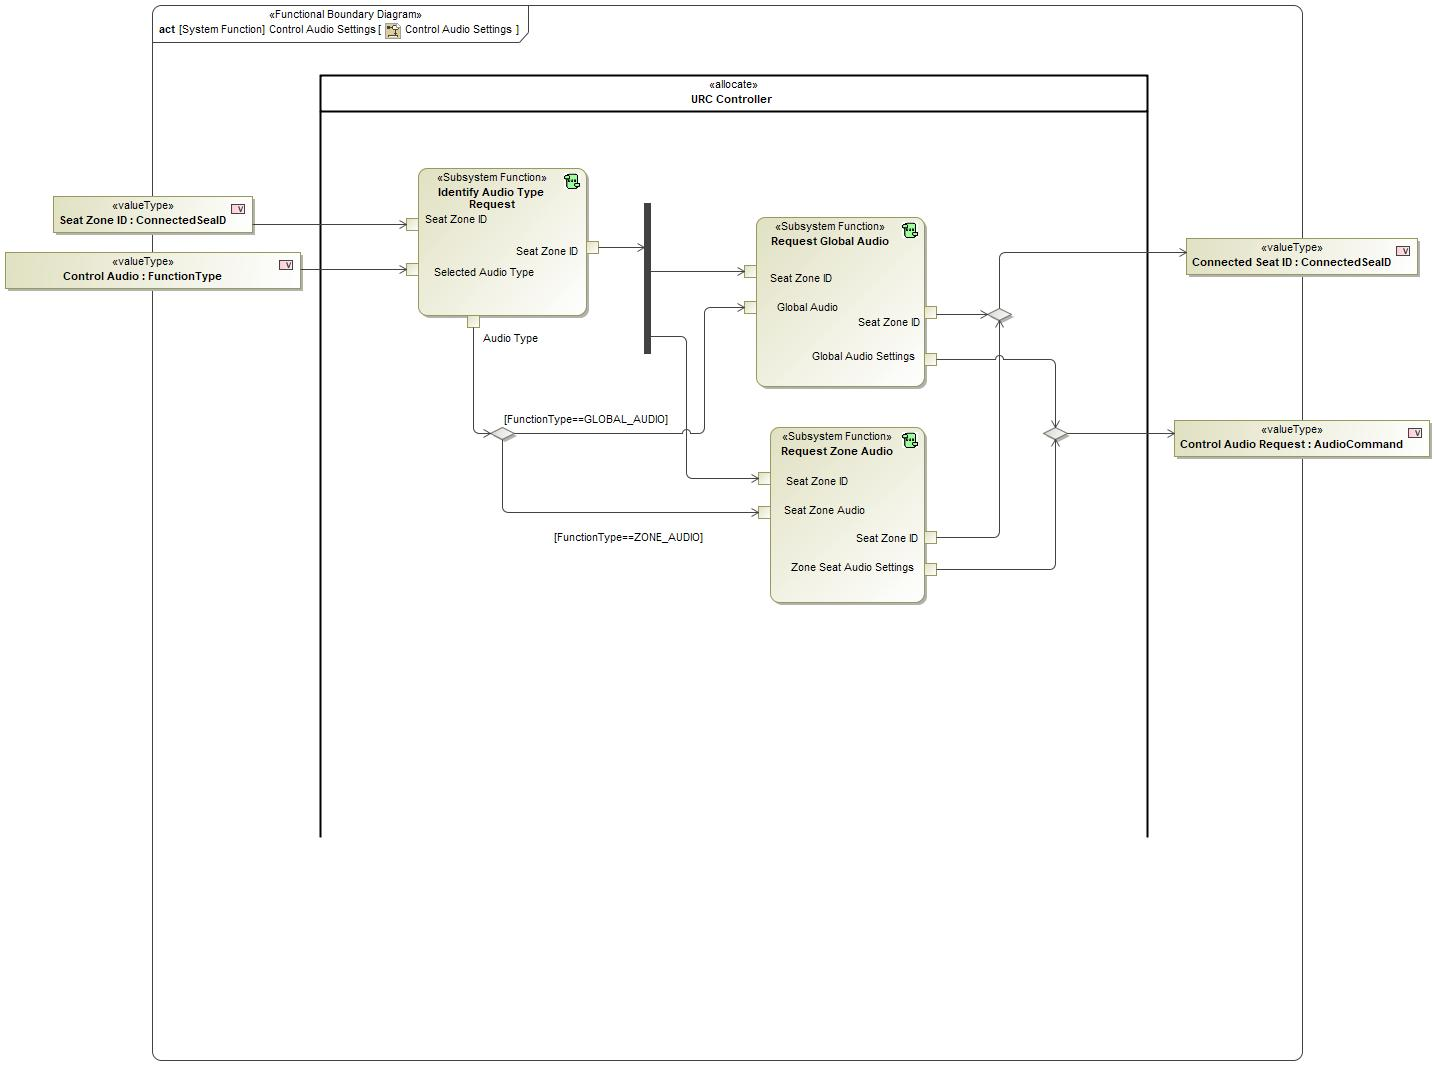 «Functional Boundary Diagram»
act [System Function] Control Audio Settings [ Control Audio Settings ]
«allocate»
URC Controller
«valueType»
Seat Zone ID : ConnectedSeaID
«valueType»
Control Audio : FunctionType
«Subsystem Function»
Identify Audio Type
Request
Seat Zone ID
Seat Zone ID
Selected Audio Type
Audio Type
[FunctionType==GLOBAL_AUDIO]
[FunctionType==ZONE_AUDIO]
«Subsystem Function»
Request Global Audio
Seat Zone ID
Global Audio
Seat Zone ID
Global Audio Settings
«Subsystem Function»
Request Zone Audio
Seat Zone ID
Seat Zone Audio
Seat Zone ID
Zone Seat Audio Settings
«valueType»
Connected Seat ID : ConnectedSeaID
«valueType»
Control Audio Request : AudioCommand